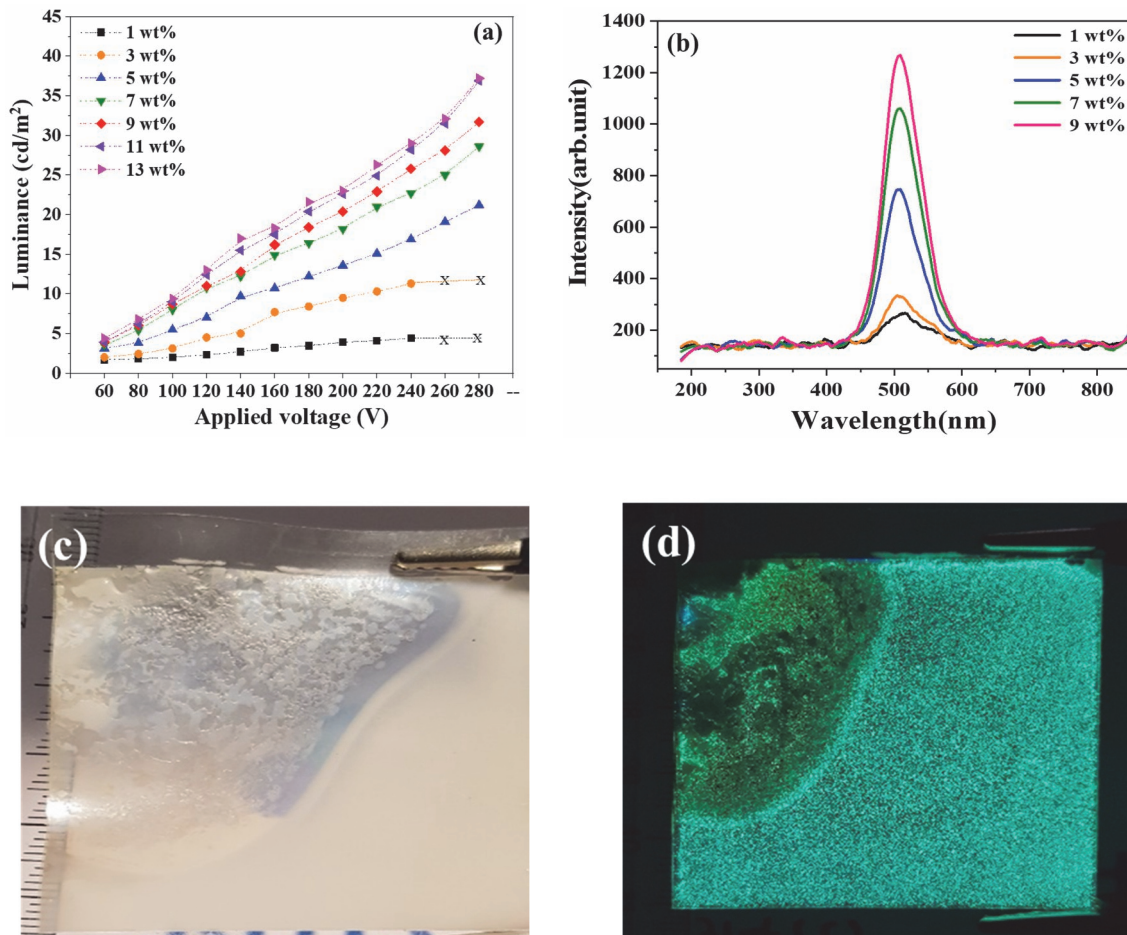 (a)
45
40
35
30
25
20
15
10
5
0
Luminance (cd/m²)
1 wt%
3 wt%
5 wt%
7 wt%
9 wt%
11 wt%
13 wt%
x x
x x
60 80 100 120 140 160 180 200 220 240 260 280 --
Applied voltage (V)
(b)
1400
1200
1000
800
600
400
200
Intensity(arb.unit)
1 wt%
3 wt%
5 wt%
7 wt%
9 wt%
200 300 400 500 600 700 800
Wavelength(nm)
(c)
(d)